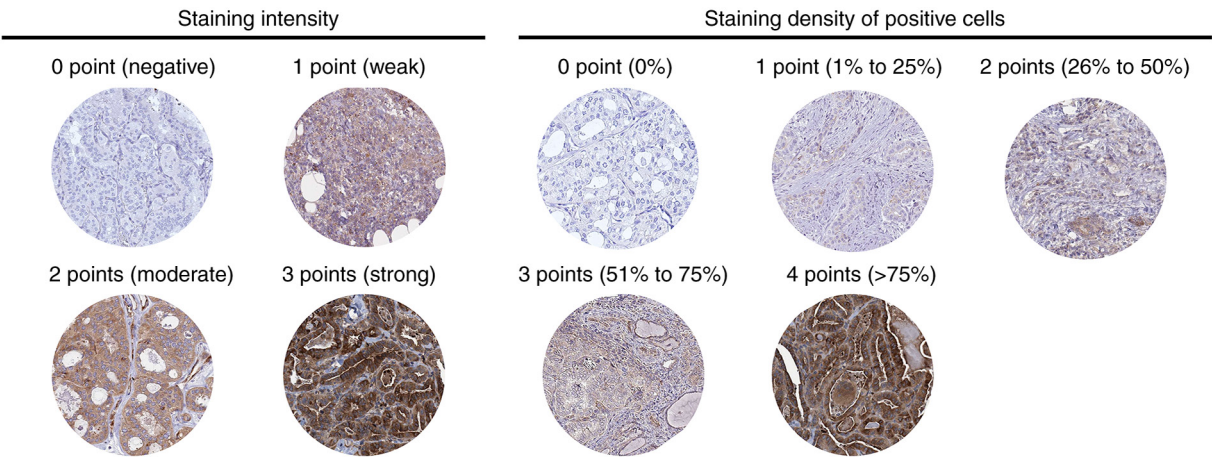 Staining intensity
Staining density of positive cells
0 point (negative)
1 point (weak)
0 point (0%)
1 point (1% to 25%)
2 points (26% to 50%)
2 points (moderate)
3 points (strong)
3 points (51% to 75%)
4 points (>75%)